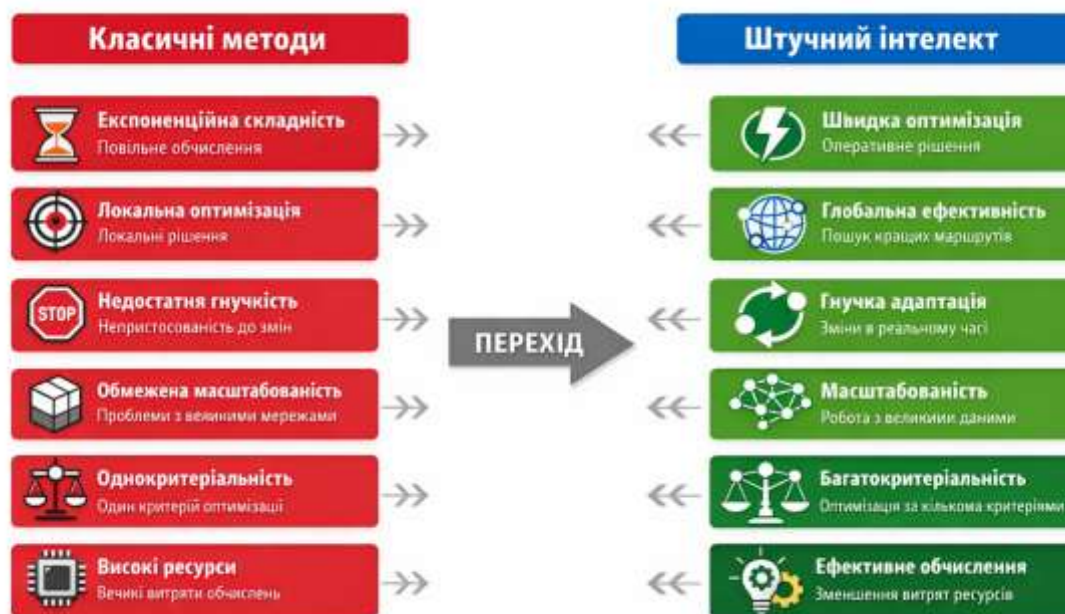 Класичні методи
Штучний інтелект
Експоненційна складність
Повільне обчислення
Швидка оптимізація
Оперативне рішення
Локальна оптимізація
Локальні рішення
Глобальна ефективність
Пошук кращих маршрутів
Недостатня гнучкість
Непристосованість до змін
STOP
Гнучка адаптація
Зміни в реальному часі
ПЕРЕХІД
Обмежена масштабованість
Проблеми з великими мережами
Масштабованість
Робота з великими даними
Однокритеріальність
Один критерій оптимізації
Багатокритеріальність
Оптимізація за кількома критеріями
Високі ресурси
Вечикі витрати обчислень
Ефективне обчислення
Зменшення витрат ресурсів